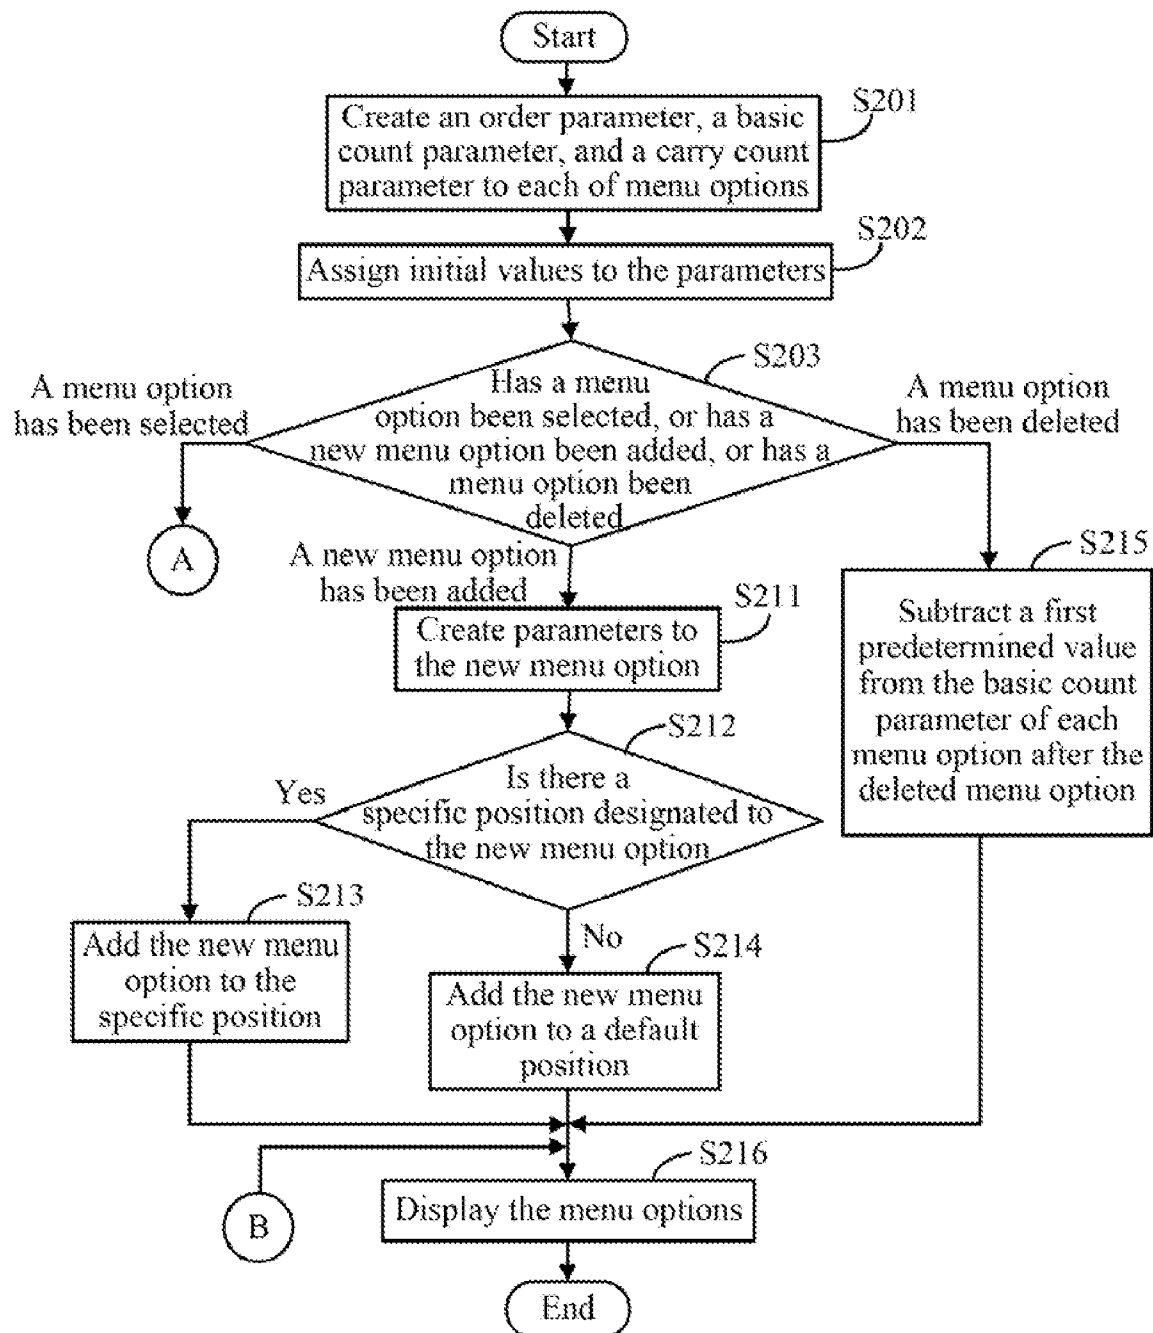 Start
S201
Create an order parameter, a basic
count parameter, and a carry count
parameter to each of menu options
S202
Assign initial values to the parameters
S203
Has a menu
option been selected, or has a
new menu option been added, or has a
menu option been
deleted
A menu option
has been selected
A menu option
has been deleted
A
A new menu option
has been added
S211
Create parameters to
the new menu option
S215
Subtract a first
predetermined value
from the basic count
parameter of each
menu option after the
deleted menu option
S212
Is there a
specific position designated to
the new menu option
Yes
S213
Add the new menu
option to the
specific position
No
S214
Add the new menu
option to a default
position
S216
Display the menu options
B
End